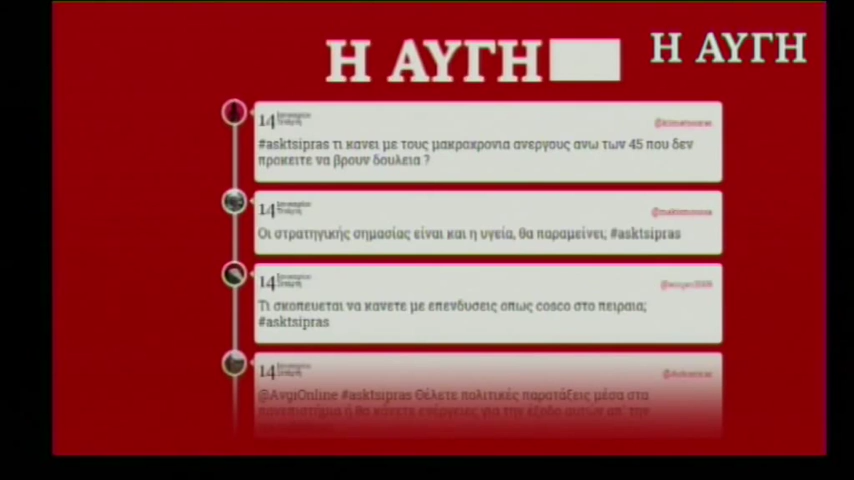 Η ΑΥΓΗ
Η ΑΥΓΗ
14
#asktsipras τι κανει με τους μακροχρονια ανεργους ανω των 45 που δεν
προκειτε να βρουν δουλεια ?
14
Οι στρατηγικής σημασίας είναι και η υγεία, θα παραμείνει; #asktsipras
14
Τι σκοπευεται να κανετε με επενδυσεις οπως cosco στο πειραια;
#asktsipras
14
@AvgiOnline #asktsipras Θέλετε πολιτικές παρατάξεις μέσα στα
πανεπιστήμια ή θα κάνετε ενέργειες για την έξοδο αυτών απ' την